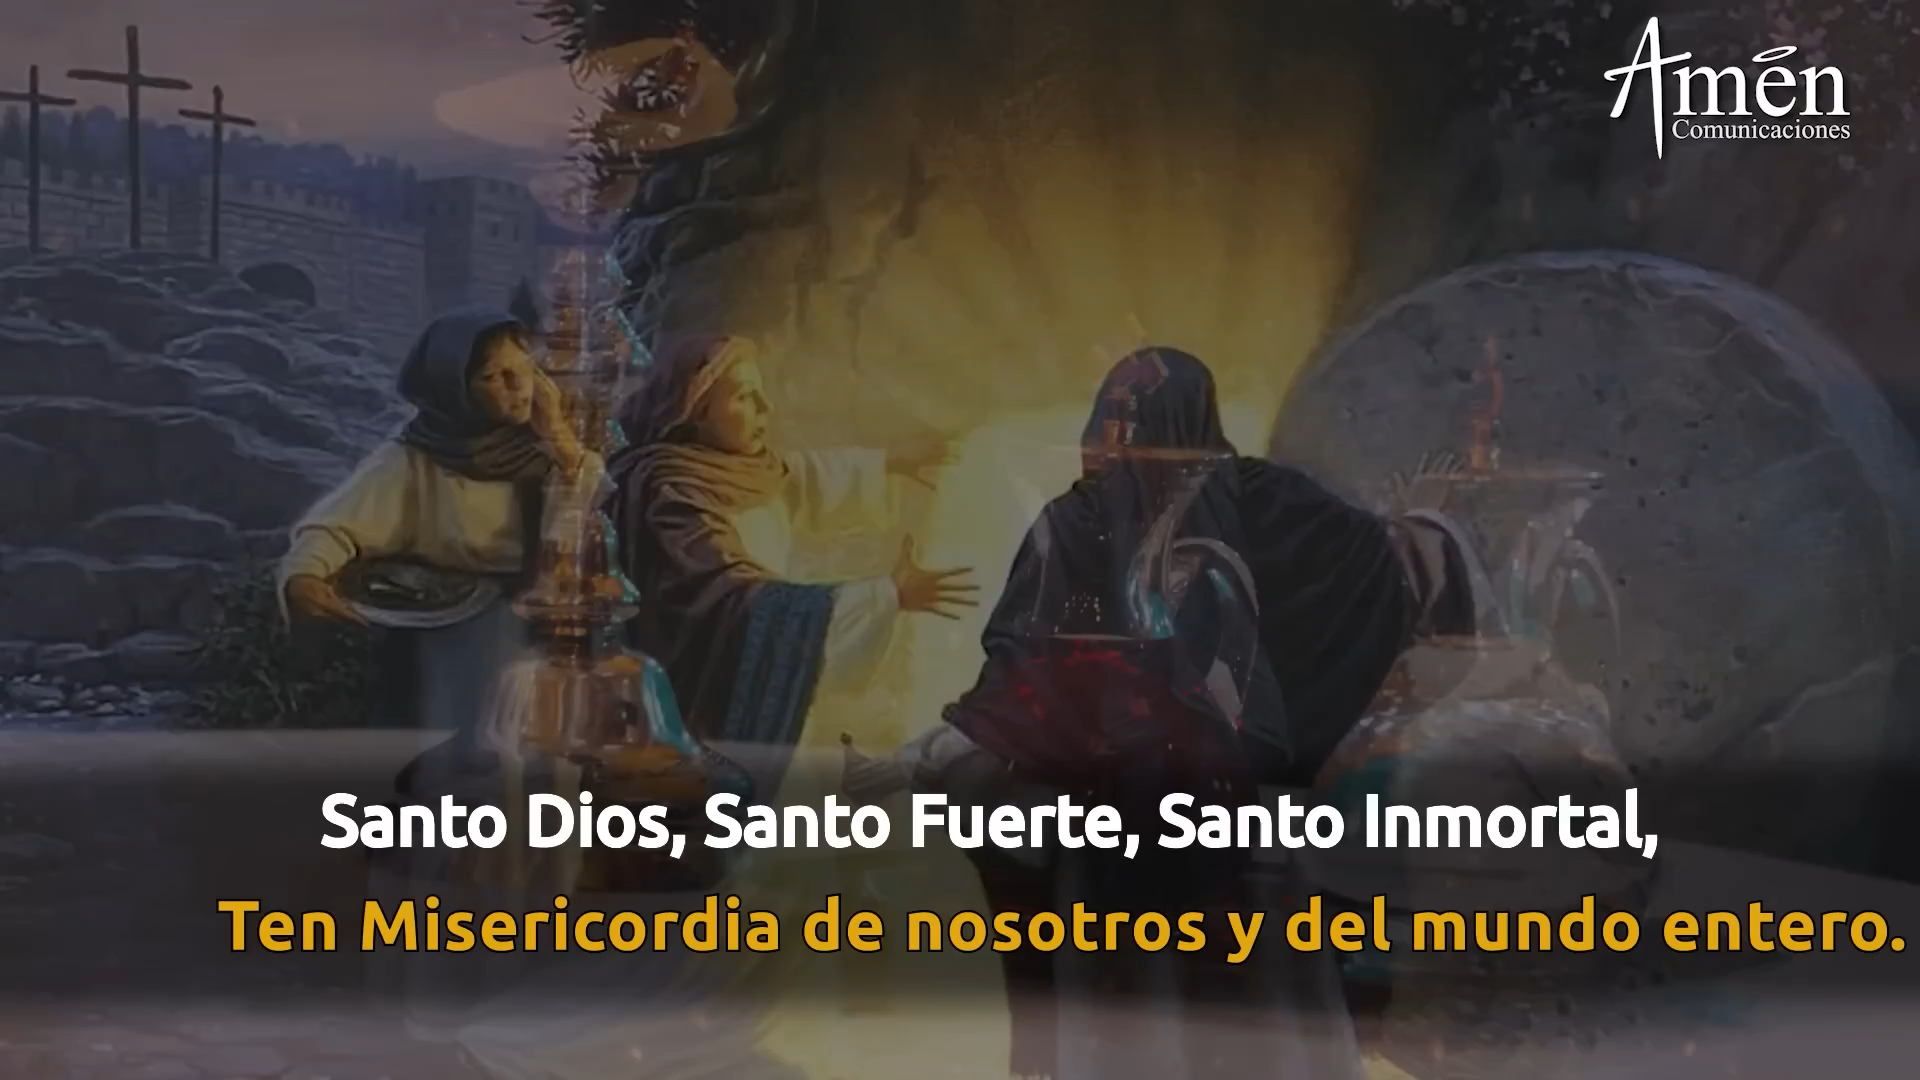 Amén
Comunicaciones
Santo Dios, Santo Fuerte, Santo Inmortal,
Ten Misericordia de nosotros y del mundo entero.